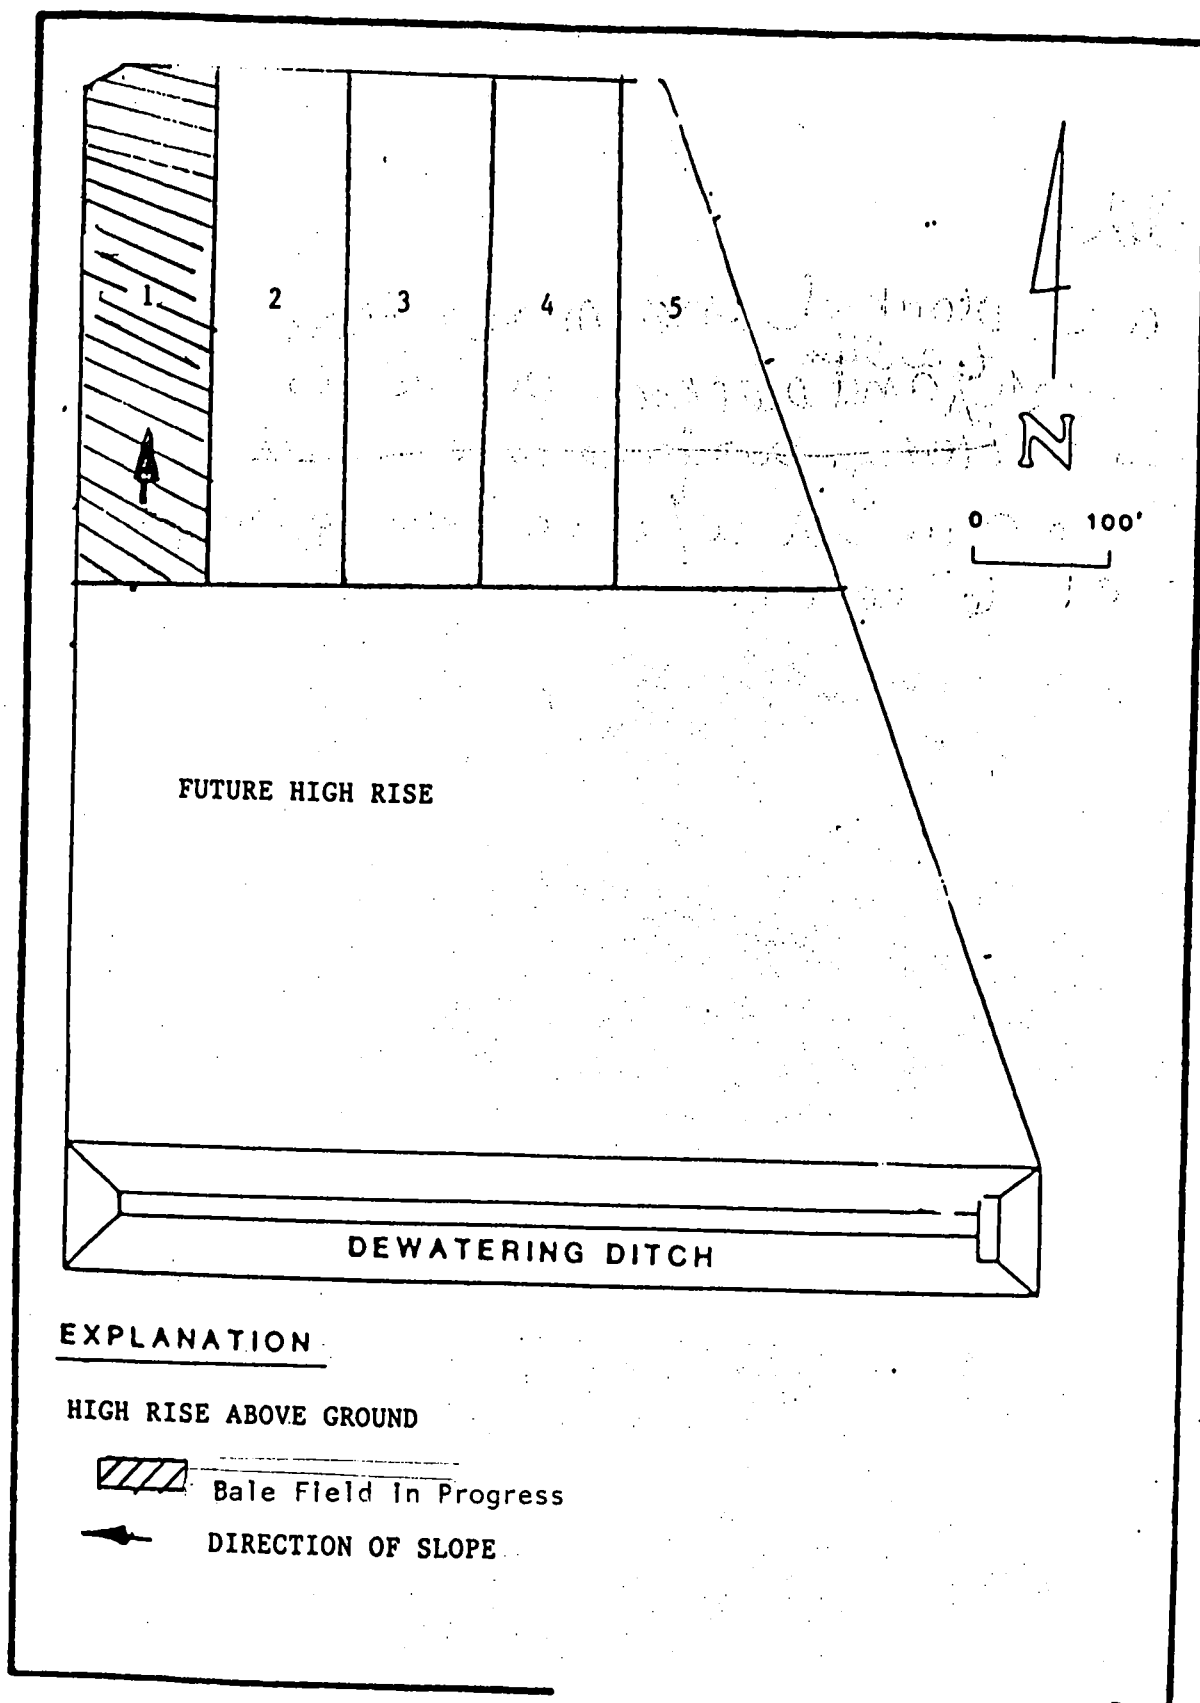 1
2
3
4
5
N
0 100'
FUTURE HIGH RISE
DEWATERING DITCH
EXPLANATION
HIGH RISE ABOVE GROUND
Bale Field In Progress
DIRECTION OF SLOPE